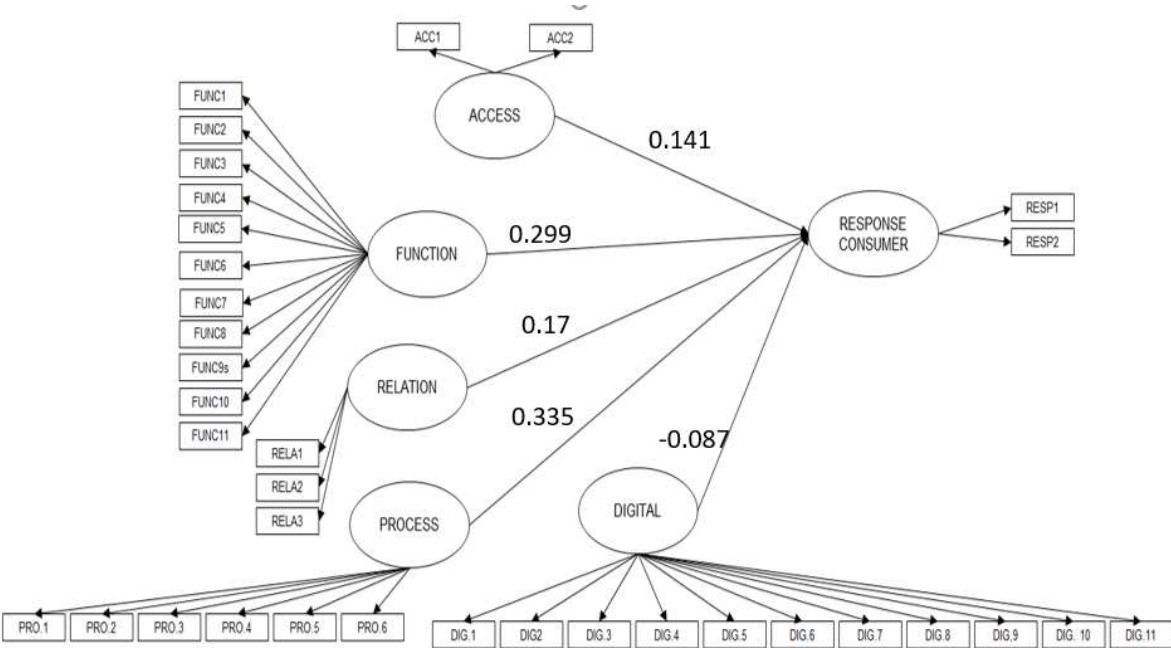 ACC1
ACC2
ACCESS
FUNC1
FUNC2
FUNC3
FUNC4
FUNC5
FUNC6
FUNC7
FUNC8
FUNC9s
FUNC10
FUNC11
FUNCTION
0.141
0.299
RESPONSE
CONSUMER
RESP1
RESP2
0.17
RELATION
RELA1
RELA2
RELA3
0.335
-0.087
PROCESS
DIGITAL
PRO.1
PRO.2
PRO.3
PRO.4
PRO.5
PRO.6
DIG.1
DIG2
DIG.3
DIG.4
DIG.5
DIG.6
DIG.7
DIG.8
DIG,9
DIG. 10
DIG.11